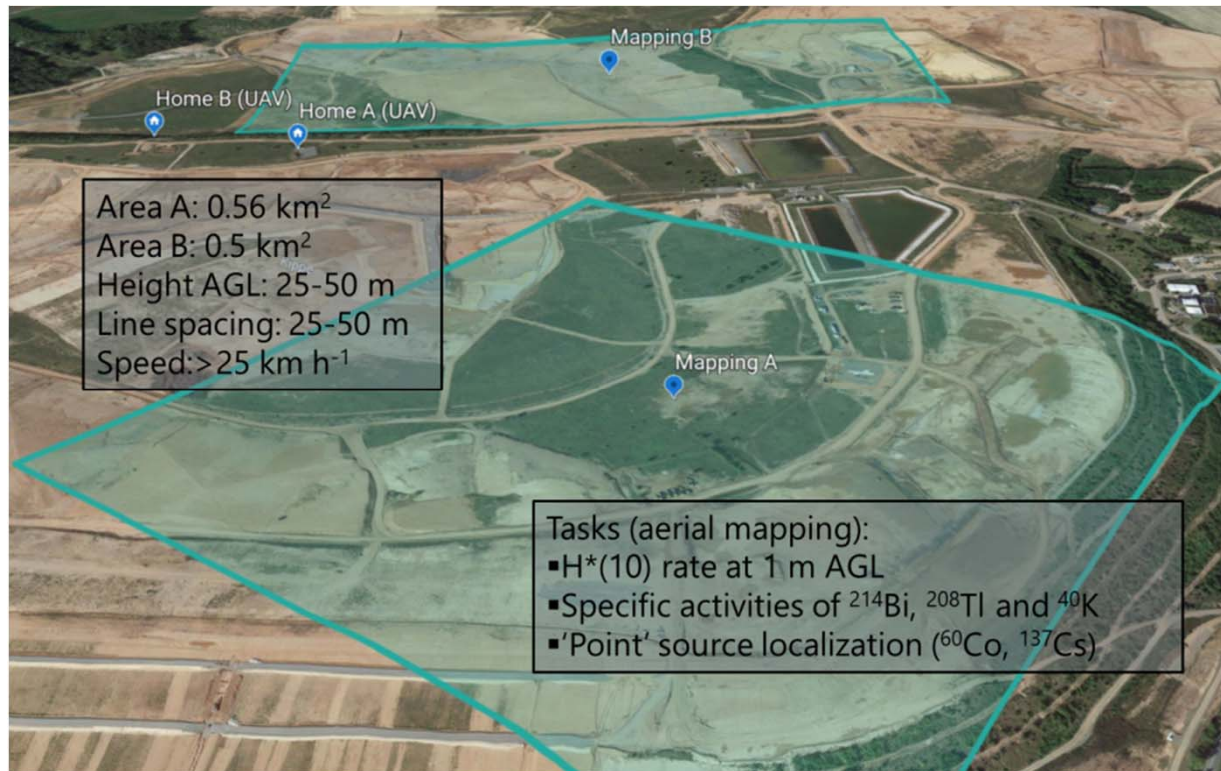 Mapping B
Home B (UAV)
Home A (UAV)
Area A: 0.56 km²
Area B: 0.5 km²
Height AGL: 25-50 m
Line spacing: 25-50 m
Speed:>25 km h⁻¹
Mapping A
Tasks (aerial mapping):
▪H*(10) rate at 1 m AGL
▪Specific activities of ²¹⁴Bi, ²⁰⁸Tl and ⁴⁰K
▪‘Point‘ source localization (⁶⁰Co, ¹³⁷Cs)